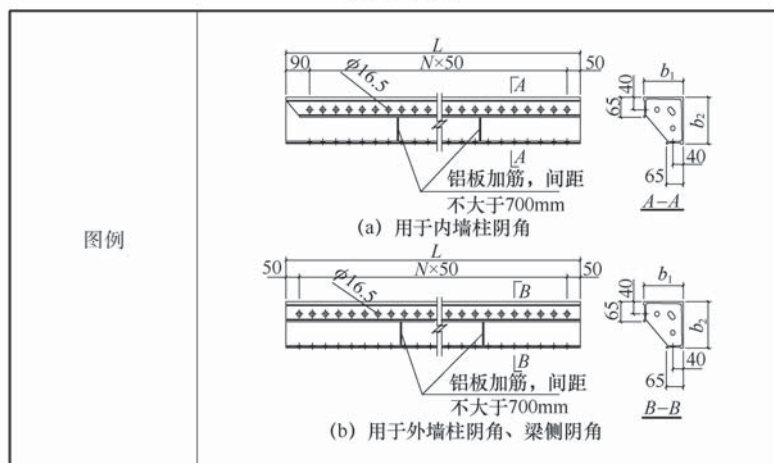 图例
L
90
N×50
50
φ16.5
A
A
铝板加筋，间距
不大于700mm
(a) 用于内墙柱阴角
b₁
40
65
b₂
40
65
A-A
L
50
N×50
50
φ16.5
B
B
铝板加筋，间距
不大于700mm
(b) 用于外墙柱阴角、梁侧阴角
b₁
40
65
b₂
40
65
B-B